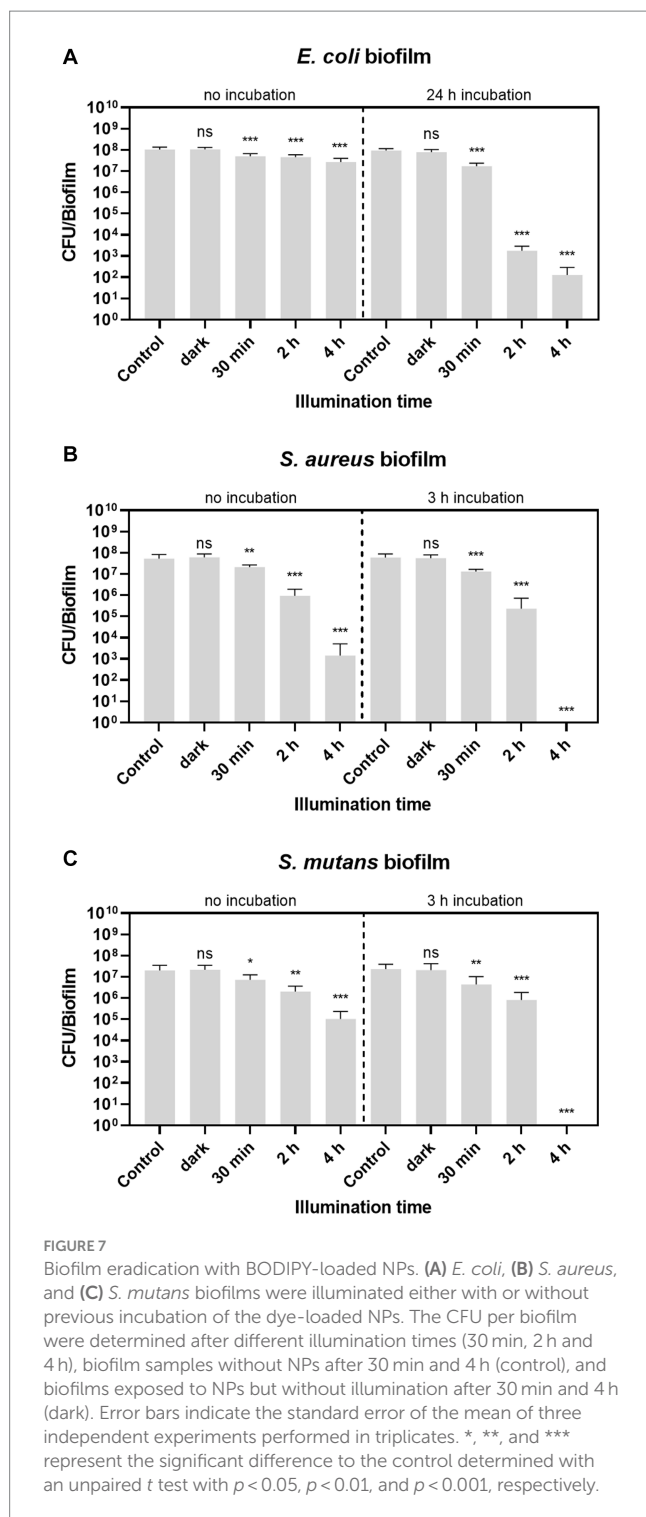 A
E. coli biofilm
no incubation
24 h incubation
CFU/Biofilm
10¹⁰
10⁹
10⁸
10⁷
10⁶
10⁵
10⁴
10³
10²
10¹
10⁰
ns
***
***
***
ns
***
***
***
Control
dark
30 min
2 h
4 h
Control
dark
30 min
2 h
4 h
Illumination time
B
S. aureus biofilm
no incubation
3 h incubation
CFU/Biofilm
10¹⁰
10⁹
10⁸
10⁷
10⁶
10⁵
10⁴
10³
10²
10¹
10⁰
ns
**
***
***
ns
***
***
***
Control
dark
30 min
2 h
4 h
Control
dark
30 min
2 h
4 h
Illumination time
C
S. mutans biofilm
no incubation
3 h incubation
CFU/Biofilm
10¹⁰
10⁹
10⁸
10⁷
10⁶
10⁵
10⁴
10³
10²
10¹
10⁰
ns
*
**
***
ns
**
***
***
Control
dark
30 min
2 h
4 h
Control
dark
30 min
2 h
4 h
Illumination time
FIGURE 7
Biofilm eradication with BODIPY-loaded NPs. (A) E. coli, (B) S. aureus,
and (C) S. mutans biofilms were illuminated either with or without
previous incubation of the dye-loaded NPs. The CFU per biofilm
were determined after different illumination times (30 min, 2 h and
4 h), biofilm samples without NPs after 30 min and 4 h (control), and
biofilms exposed to NPs but without illumination after 30 min and 4 h
(dark). Error bars indicate the standard error of the mean of three
independent experiments performed in triplicates. *, **, and ***
represent the significant difference to the control determined with
an unpaired t test with p < 0.05, p < 0.01, and p < 0.001, respectively.